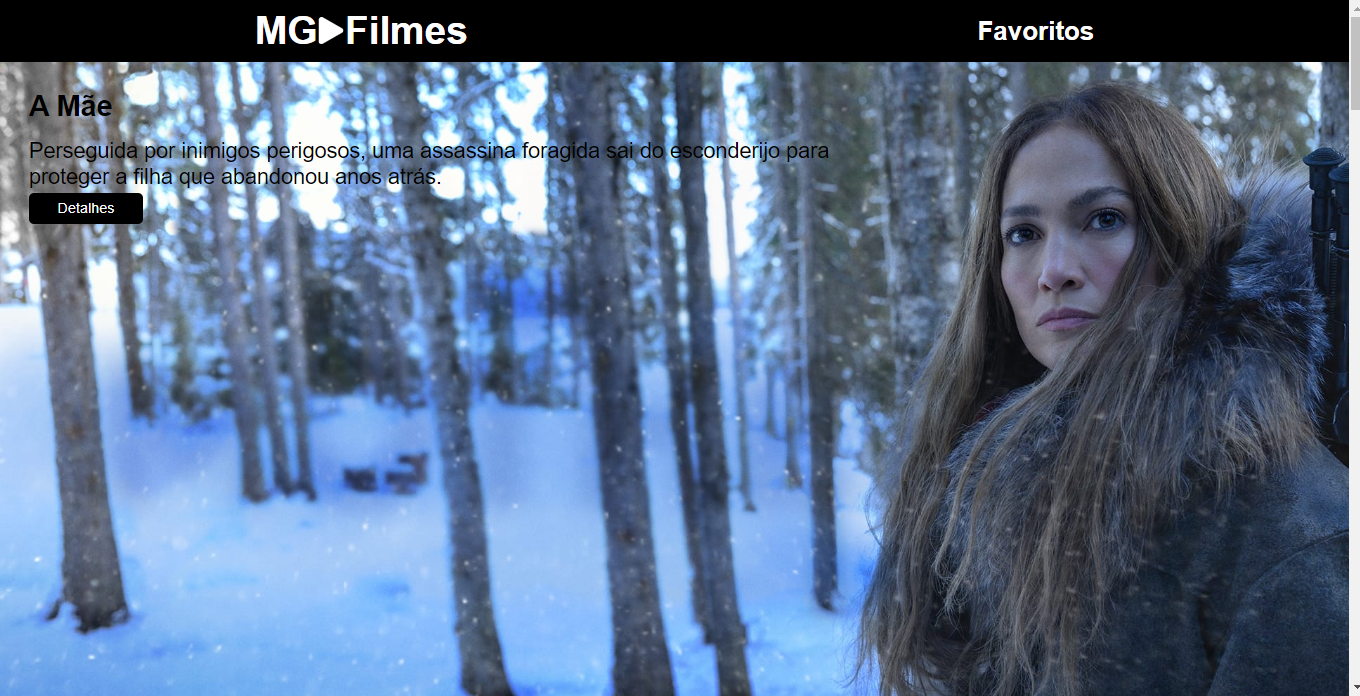 MG▶Filmes
Favoritos
A Mãe
Perseguida por inimigos perigosos, uma assassina foragida sai do esconderijo para
proteger a filha que abandonou anos atrás.
Detalhes